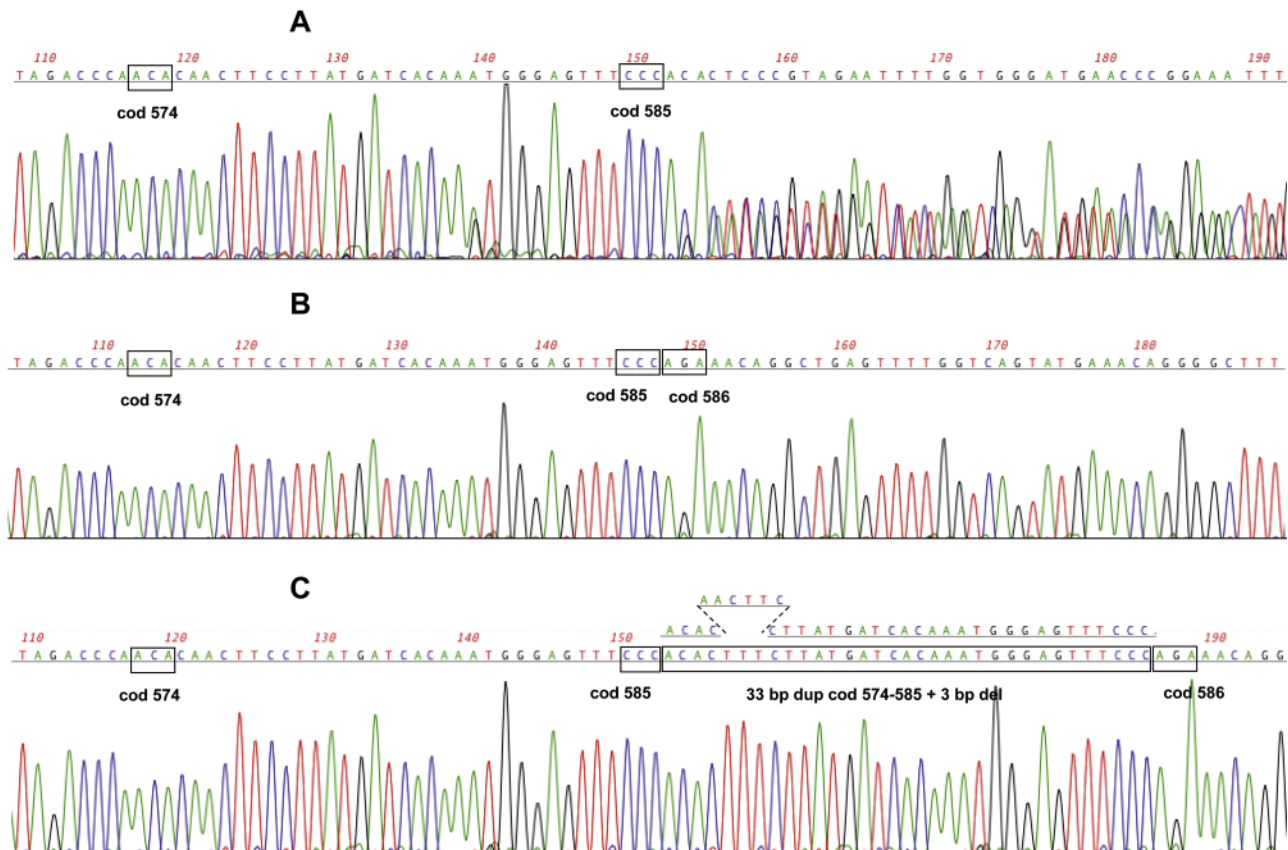 A
110 120 130 140 150 160 170 180 190
T A G A C C C A A C A C A A C T T C C T T A T G A T C A C A A A T G G G A G T T T C C C A C A C T C C C G T A G A A T T T T G G T G G G A T G A A C C C G G A A A T T T
cod 574 cod 585
B
110 120 130 140 150 160 170 180
T A G A C C C A A C A C A A C T T C C T T A T G A T C A C A A A T G G G A G T T T C C C A G A A A C A G G C T G A G T T T T G G T C A G T A T G A A A C A G G G G C T T T
cod 574 cod 585 cod 586
C
A A C T T C
110 120 130 140 150 A C A C C T T A T G A T C A C A A A T G G G A G T T T C C C 190
T A G A C C C A A C A C A A C T T C C T T A T G A T C A C A A A T G G G A G T T T C C C A C A C T T T C T T A T G A T C A C A A A T G G G A G T T T C C C A G A A A C A G G
cod 574 cod 585 33 bp dup cod 574-585 + 3 bp del cod 586